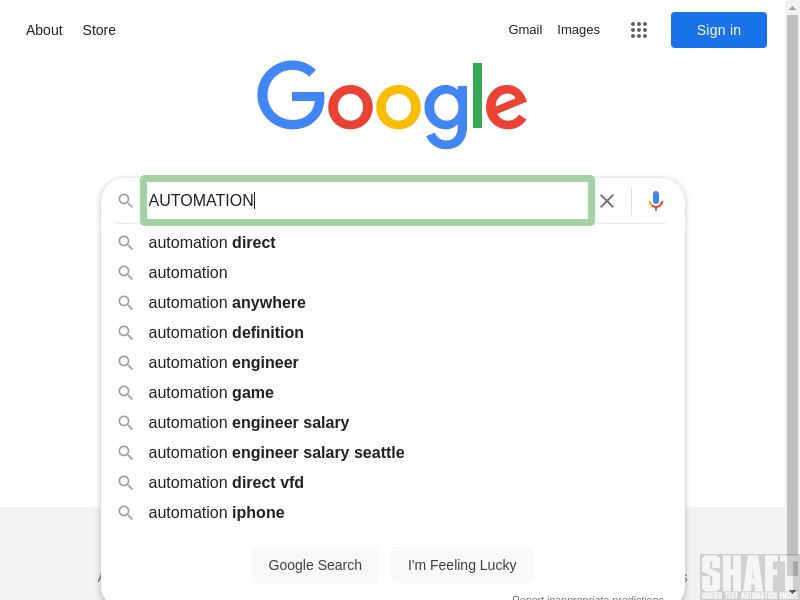 About Store Gmail Images Sign in
Google
AUTOMATION
automation direct
automation
automation anywhere
automation definition
automation engineer
automation game
automation engineer salary
automation engineer salary seattle
automation direct vfd
automation iphone
Google Search I'm Feeling Lucky
Report inappropriate predictions
SHAFT